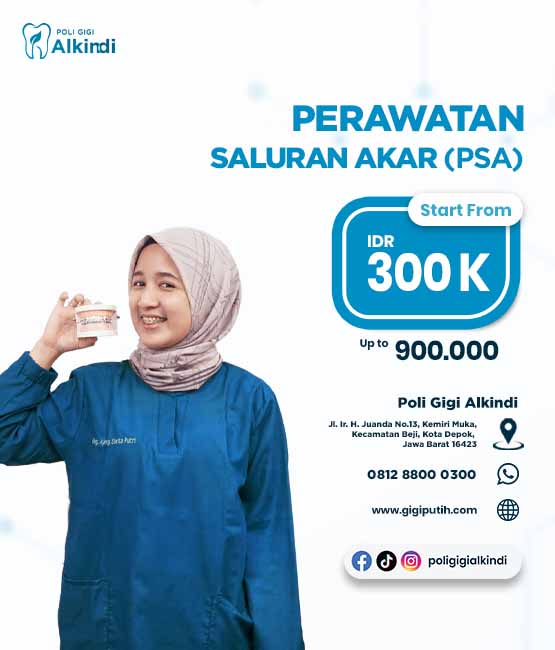 POLI GIGI
Alkindi
PERAWATAN
SALURAN AKAR (PSA)
Start From
IDR
300 K
Up to 900.000
Poli Gigi Alkindi
Jl. Ir. H. Juanda No.13, Kemiri Muka,
Kecamatan Beji, Kota Depok,
Jawa Barat 16423
0812 8800 0300
www.gigiputih.com
poligigialkindi
Putri